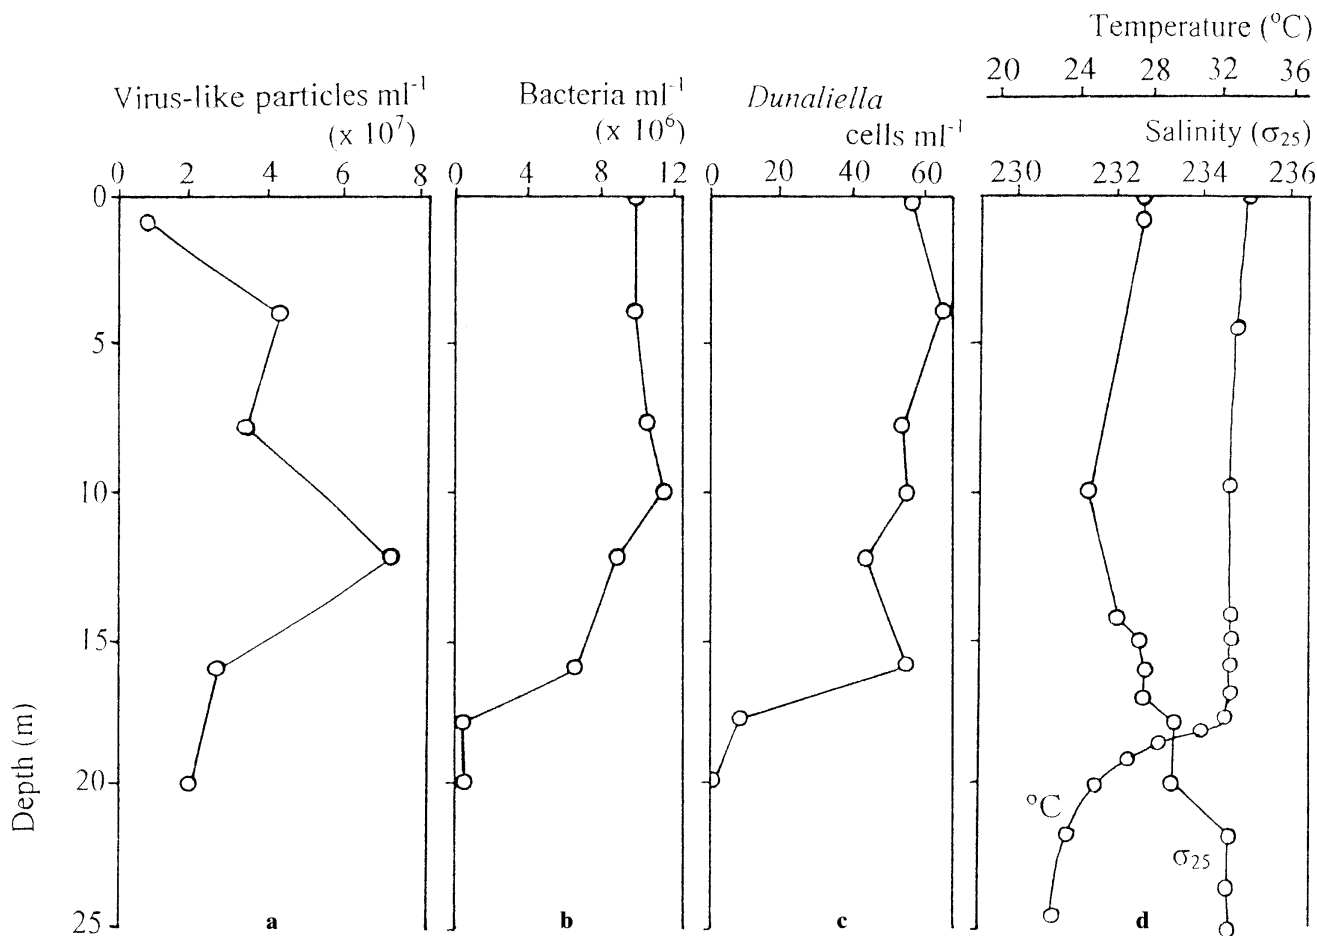 Temperature (°C)
20 24 28 32 36
Virus-like particles ml⁻¹
(x 10⁷)
0 2 4 6 8
Bacteria ml⁻¹
(x 10⁶)
0 4 8 12
Dunaliella
cells ml⁻¹
0 20 40 60
Salinity (σ₂₅)
230 232 234 236
0
5
10
15
20
25
Depth (m)
°C
σ₂₅
a b c d